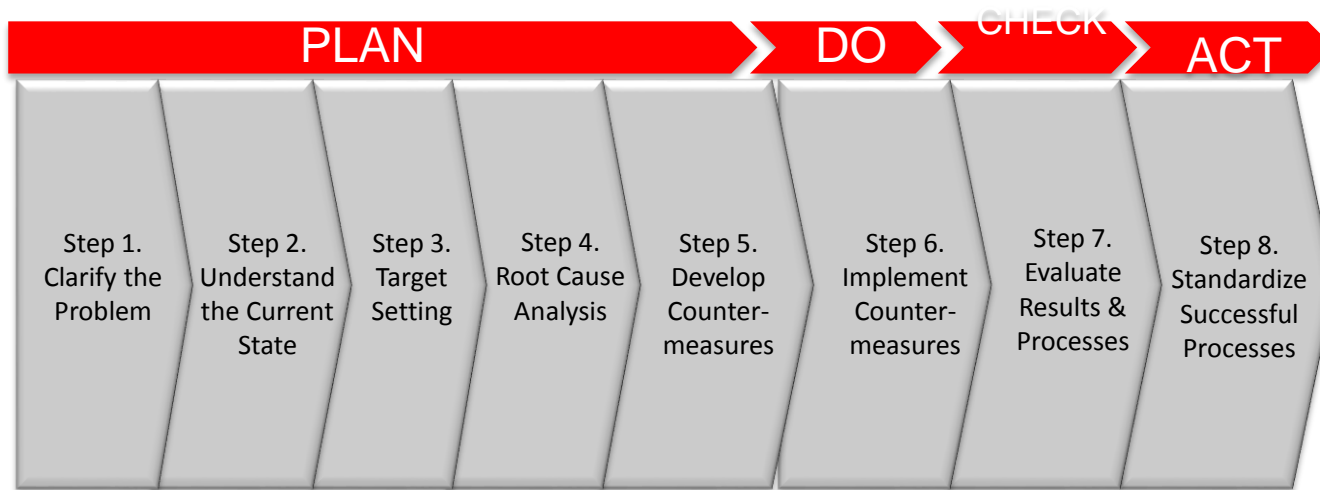 PLAN
DO
CHECK
ACT
Step 1.
Clarify the
Problem
Step 2.
Understand
the Current
State
Step 3.
Target
Setting
Step 4.
Root Cause
Analysis
Step 5.
Develop
Counter-
measures
Step 6.
Implement
Counter-
measures
Step 7.
Evaluate
Results &
Processes
Step 8.
Standardize
Successful
Processes